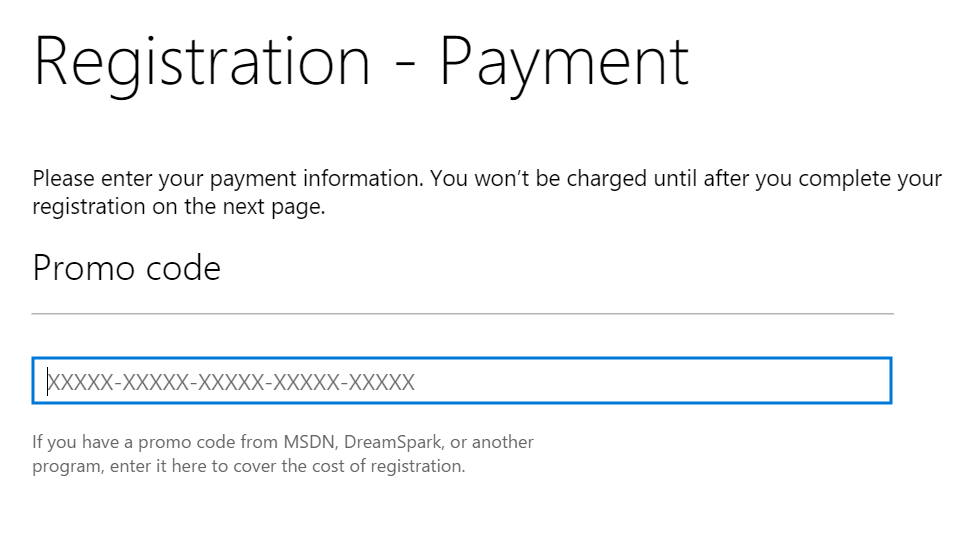 Registration - Payment
Please enter your payment information. You won’t be charged until after you complete your
registration on the next page.
Promo code
XXXXX-XXXXX-XXXXX-XXXXX-XXXXX
If you have a promo code from MSDN, DreamSpark, or another
program, enter it here to cover the cost of registration.